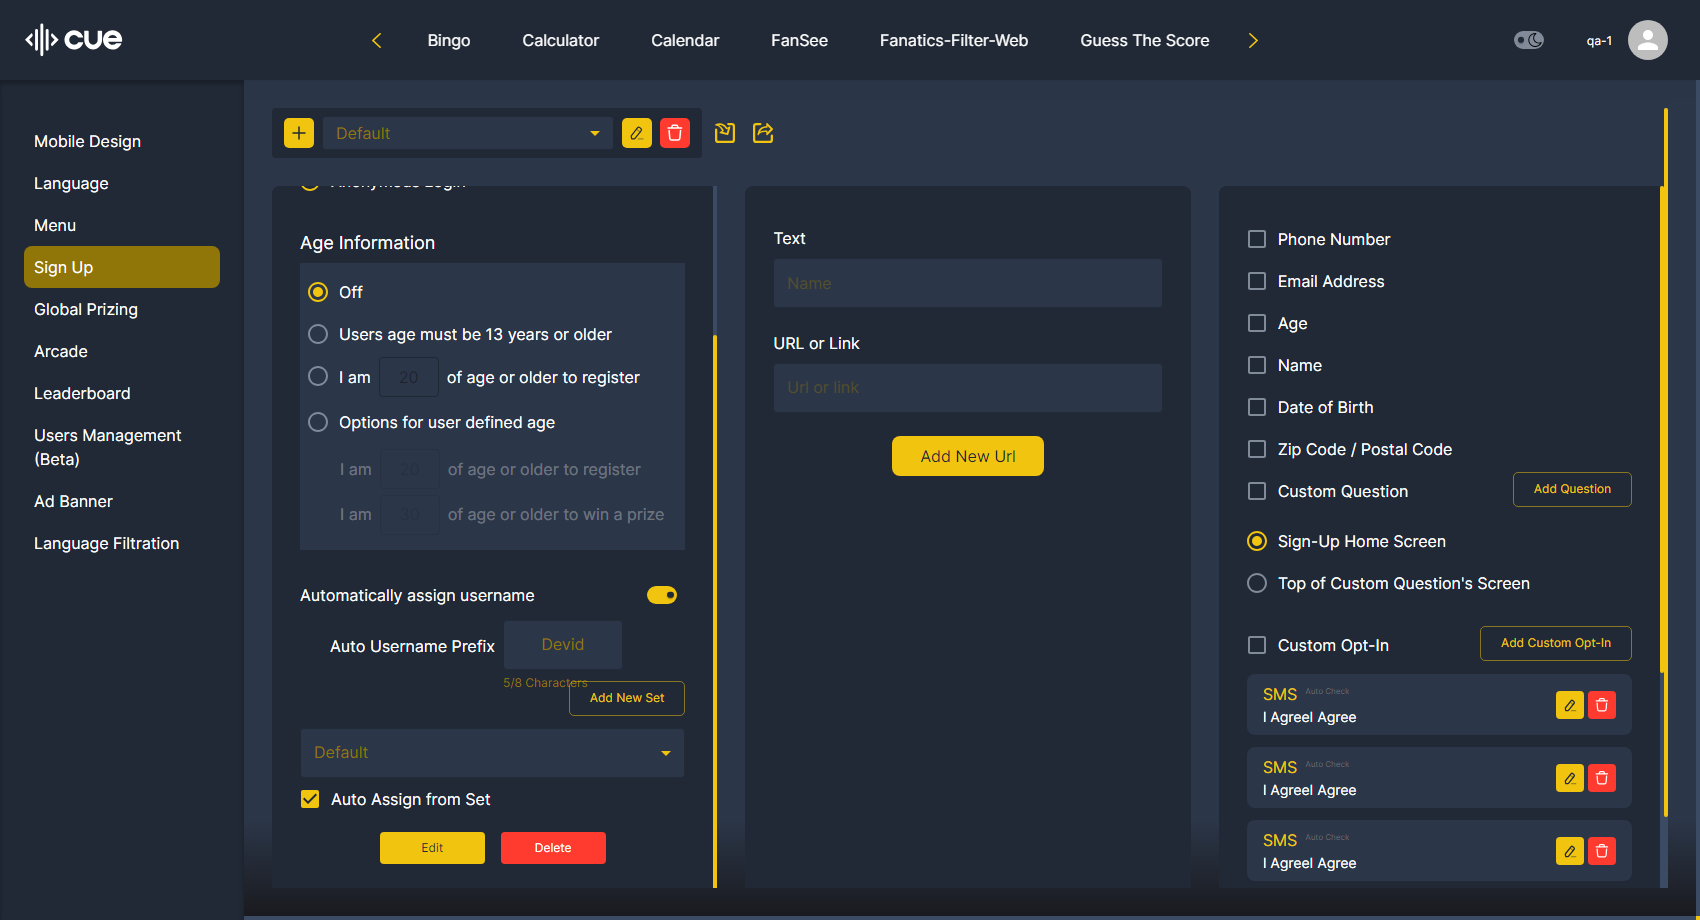 cue
Bingo
Calculator
Calendar
FanSee
Fanatics-Filter-Web
Guess The Score
qa-1
Mobile Design
Language
Menu
Sign Up
Global Prizing
Arcade
Leaderboard
Users Management
(Beta)
Ad Banner
Language Filtration
Default
Anonymous Login
Age Information
Off
Users age must be 13 years or older
I am 20 of age or older to register
Options for user defined age
I am 20 of age or older to register
I am 30 of age or older to win a prize
Automatically assign username
Auto Username Prefix
Devid
5/8 Characters
Add New Set
Default
Auto Assign from Set
Edit
Delete
Text
Name
URL or Link
Url or link
Add New Url
Phone Number
Email Address
Age
Name
Date of Birth
Zip Code / Postal Code
Custom Question
Add Question
Sign-Up Home Screen
Top of Custom Question's Screen
Custom Opt-In
Add Custom Opt-In
SMS Auto Check
I AgreeI Agree
SMS Auto Check
I AgreeI Agree
SMS Auto Check
I AgreeI Agree